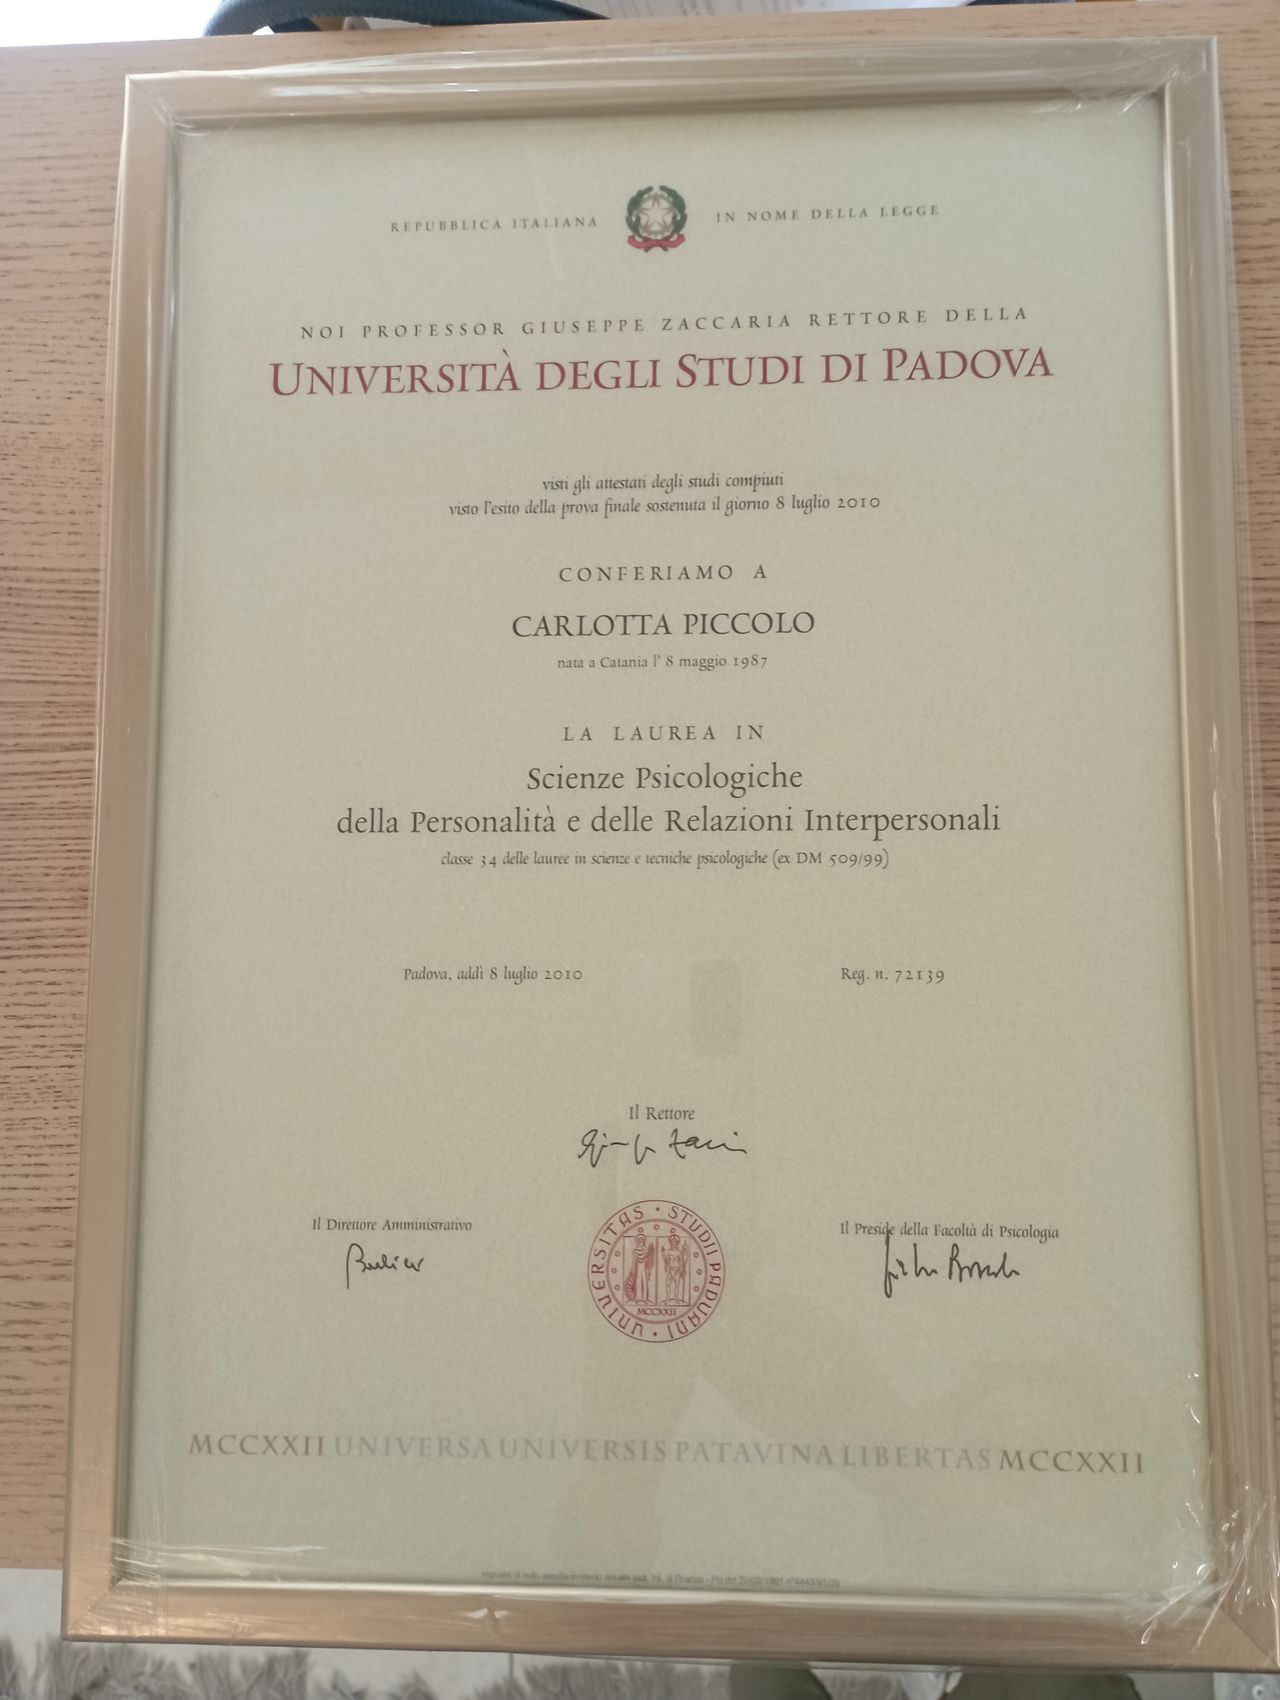 REPUBBLICA ITALIANA IN NOME DELLA LEGGE
NOI PROFESSOR GIUSEPPE ZACCARIA RETTORE DELLA
UNIVERSITÀ DEGLI STUDI DI PADOVA
visti gli attestati degli studi compiuti
visto l'esito della prova finale sostenuta il giorno 8 luglio 2010
CONFERIAMO A
CARLOTTA PICCOLO
nata a Catania l' 8 maggio 1987
LA LAUREA IN
Scienze Psicologiche
della Personalità e delle Relazioni Interpersonali
classe 34 delle lauree in scienze e tecniche psicologiche (ex DM 509/99)
Padova, addì 8 luglio 2010 Reg. n. 72139
Il Rettore
Il Direttore Amministrativo
Il Preside della Facoltà di Psicologia
UNIVERSITAS STUDII PADUANI
MCCXXII
MCCXXII UNIVERSA UNIVERSIS PATAVINA LIBERTAS MCCXXII